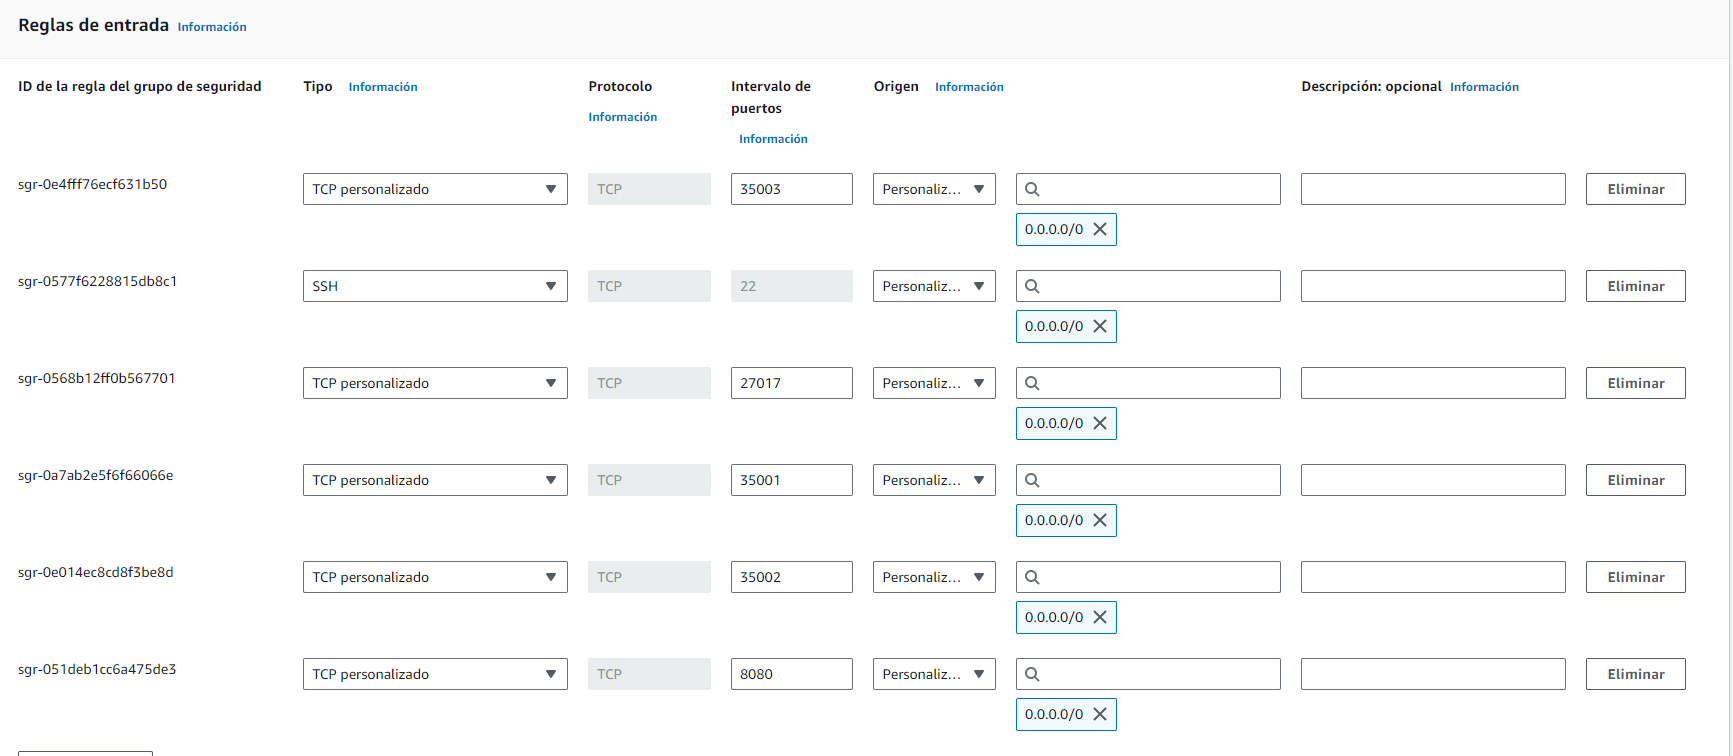 Reglas de entrada Información
ID de la regla del grupo de seguridad Tipo Información Protocolo Información Intervalo de puertos Información Origen Información Descripción: opcional Información
sgr-0e4fff76ecf631b50 TCP personalizado TCP 35003 Personaliz... Eliminar
0.0.0.0/0
sgr-0577f6228815db8c1 SSH TCP 22 Personaliz... Eliminar
0.0.0.0/0
sgr-0568b12ff0b567701 TCP personalizado TCP 27017 Personaliz... Eliminar
0.0.0.0/0
sgr-0a7ab2e5f6f66066e TCP personalizado TCP 35001 Personaliz... Eliminar
0.0.0.0/0
sgr-0e014ec8cd8f3be8d TCP personalizado TCP 35002 Personaliz... Eliminar
0.0.0.0/0
sgr-051deb1cc6a475de3 TCP personalizado TCP 8080 Personaliz... Eliminar
0.0.0.0/0